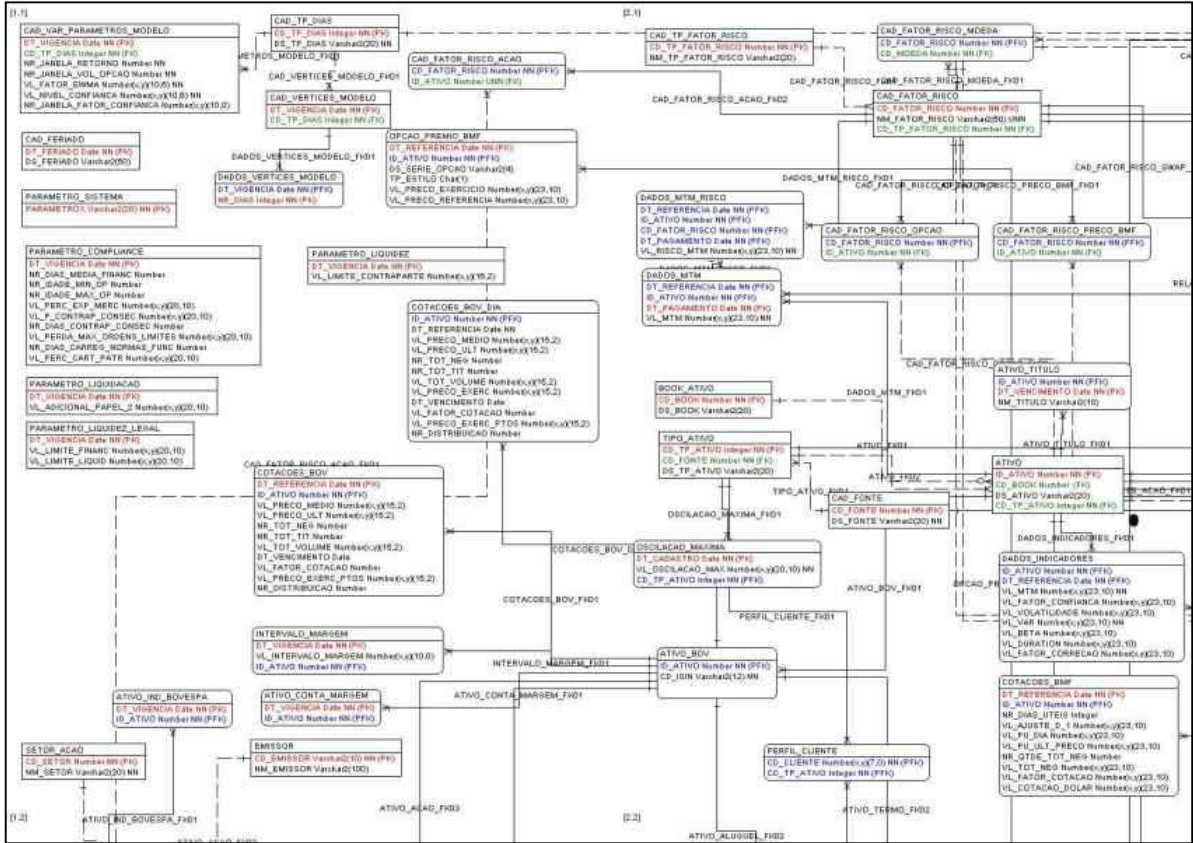 [1.1]
[2.1]
CAD_VAR_PARAMETROS_MODELO
DT_VIGENCIA Date NN (PK)
CD_TP_DIAS Integer NN (FK)
NR_JANELA_RETORNO Number NN
NR_JANELA_VOL_OPCAO Number NN
VL_FATOR_EWMA Number(x,y)(10,6) NN
VL_NIVEL_CONFIANCA Number(x,y)(10,6) NN
NR_JANELA_FATOR_CONFIANCA Number(x,y)(10,0)
CAD_TP_DIAS
CD_TP_DIAS Integer NN (PK)
DS_TP_DIAS Varchar2(20) NN
CAD_VERTICES_MODELO_FK01
CAD_VERTICES_MODELO
DT_VIGENCIA Date NN (PK)
CD_TP_DIAS Integer NN (FK)
DADOS_VERTICES_MODELO_FK01
DADOS_VERTICES_MODELO
DT_VIGENCIA Date NN (PFK)
NR_DIAS Integer NN (PK)
CAD_FATOR_RISCO_ACAO
CD_FATOR_RISCO Number NN (PFK)
ID_ATIVO Number UNN (FK)
CAD_FATOR_RISCO_ACAO_FK02
CAD_TP_FATOR_RISCO
CD_TP_FATOR_RISCO Number NN (PK)
NM_TP_FATOR_RISCO Varchar2(20)
CAD_FATOR_RISCO_MOEDA
CD_FATOR_RISCO Number NN (PFK)
CD_MOEDA Number NN (FK)
CAD_FATOR_RISCO_MOEDA_FK01
CAD_FATOR_RISCO
CD_FATOR_RISCO Number NN (PK)
NM_FATOR_RISCO Varchar2(50) UNN
CD_TP_FATOR_RISCO Number NN (FK)
CAD_FERIADO
DT_FERIADO Date NN (PK)
DS_FERIADO Varchar2(50)
OPCAO_PREMIO_BMF
DT_REFERENCIA Date NN (PK)
ID_ATIVO Number NN (PFK)
DS_SERIE_OPCAO Varchar2(4)
TP_ESTILO Char(1)
VL_PRECO_EXERCICIO Number(x,y)(23,10)
VL_PRECO_REFERENCIA Number(x,y)(23,10)
PARAMETRO_SISTEMA
PARAMETROX Varchar2(20) NN (PK)
DADOS_MTM_RISCO_FK01
DADOS_MTM_RISCO
DT_REFERENCIA Date NN (PFK)
ID_ATIVO Number NN (PFK)
CD_FATOR_RISCO Number NN (PFK)
DT_PAGAMENTO Date NN (PFK)
VL_RISCO_MTM Number(x,y)(23,10) NN
CAD_FATOR_RISCO_OPCAO
CD_FATOR_RISCO Number NN (PFK)
ID_ATIVO Number NN (FK)
CAD_FATOR_RISCO_PRECO_BMF
CD_FATOR_RISCO Number NN (PFK)
ID_ATIVO Number NN (FK)
CAD_FATOR_RISCO_SWAP_
PARAMETRO_COMPLIANCE
DT_VIGENCIA Date NN (PK)
NR_DIAS_MEDIA_FINANC Number
NR_IDADE_MIN_OP Number
NR_IDADE_MAX_OP Number
VL_PERC_EXP_MERC Number(x,y)(20,10)
VL_P_CONTRAP_CONSEC Number(x,y)(20,10)
NR_DIAS_CONTRAP_CONSEC Number
VL_PERDA_MAX_ORDENS_LIMITES Number(x,y)(20,10)
NR_DIAS_CARREG_NORMAS_FUNC Number
VL_PERC_CART_PATR Number(x,y)(20,10)
PARAMETRO_LIQUIDEZ
DT_VIGENCIA Date NN (PK)
VL_LIMITE_CONTRAPARTE Number(x,y)(15,2)
DADOS_MTM
DT_REFERENCIA Date NN (PFK)
ID_ATIVO Number NN (PFK)
DT_PAGAMENTO Date NN (PK)
VL_MTM Number(x,y)(23,10) NN
RELA
COTACOES_BOV_DIA
ID_ATIVO Number NN (PFK)
DT_REFERENCIA Date NN
VL_PRECO_MEDIO Number(x,y)(15,2)
VL_PRECO_ULT Number(x,y)(15,2)
NR_TOT_NEG Number
NR_TOT_TIT Number
VL_TOT_VOLUME Number(x,y)(15,2)
VL_PRECO_EXERC Number(x,y)(15,2)
DT_VENCIMENTO Date
VL_FATOR_COTACAO Number
VL_PRECO_EXERC_PTOS Number(x,y)(15,2)
NR_DISTRIBUICAO Number
PARAMETRO_LIQUIDACAO
DT_VIGENCIA Date NN (PK)
VL_ADICIONAL_PAPEL_2 Number(x,y)(20,10)
PARAMETRO_LIQUIDEZ_LEGAL
DT_VIGENCIA Date NN (PK)
VL_LIMITE_FINANC Number(x,y)(20,10)
VL_LIMITE_LIQUID Number(x,y)(20,10)
ATIVO_TITULO
ID_ATIVO Number NN (PFK)
DT_VENCIMENTO Date NN (PK)
NM_TITULO Varchar2(10)
BOOK_ATIVO
CD_BOOK Number NN (PK)
DS_BOOK Varchar2(20)
DADOS_MTM_FK01
TIPO_ATIVO
CD_TP_ATIVO Integer NN (PK)
CD_FONTE Number NN (FK)
DS_TP_ATIVO Varchar2(20)
ATIVO_FK01
ATIVO_TITULO_FK01
ATIVO_FK02
TIPO_ATIVO_FK01
ATIVO
ID_ATIVO Number NN (PK)
CD_BOOK Number (FK)
DS_ATIVO Varchar2(20)
CD_TP_ATIVO Integer NN (FK)
CAD_FONTE
CD_FONTE Number NN (PK)
DS_FONTE Varchar2(20) NN
CAD_FATOR_RISCO_ACAO_FK01
COTACOES_BOV
DT_REFERENCIA Date NN (PK)
ID_ATIVO Number NN (PFK)
VL_PRECO_MEDIO Number(x,y)(15,2)
VL_PRECO_ULT Number(x,y)(15,2)
NR_TOT_NEG Number
NR_TOT_TIT Number
VL_TOT_VOLUME Number(x,y)(15,2)
DT_VENCIMENTO Date
VL_FATOR_COTACAO Number
VL_PRECO_EXERC_PTOS Number(x,y)(15,2)
NR_DISTRIBUICAO Number
OSCILACAO_MAXIMA_FK01
OSCILACAO_MAXIMA
DT_CADASTRO Date NN (PK)
VL_OSCILACAO_MAX Number(x,y)(20,10) NN
CD_TP_ATIVO Integer NN (PFK)
COTACOES_BOV_FK01
ATIVO_BOV_FK01
PERFIL_CLIENTE_FK01
DADOS_INDICADORES_FK01
DADOS_INDICADORES
ID_ATIVO Number NN (PFK)
DT_REFERENCIA Date NN (PFK)
VL_MTM Number(x,y)(23,10) NN
VL_FATOR_CONFIANCA Number(x,y)(23,10)
VL_VOLATILIDADE Number(x,y)(23,10)
VL_VAR Number(x,y)(23,10) NN
VL_BETA Number(x,y)(23,10)
VL_DURATION Number(x,y)(23,10)
VL_FATOR_CORRECAO Number(x,y)(23,10)
INTERVALO_MARGEM
DT_VIGENCIA Date NN (PK)
VL_INTERVALO_MARGEM Number(x,y)(10,0)
ID_ATIVO Number NN (PFK)
INTERVALO_MARGEM_FK01
ATIVO_BOV
ID_ATIVO Number NN (PFK)
CD_ISIN Varchar2(12) NN
ATIVO_IND_BOVESPA
DT_VIGENCIA Date NN (PK)
ID_ATIVO Number NN (PFK)
ATIVO_CONTA_MARGEM
DT_VIGENCIA Date NN (PK)
ID_ATIVO Number NN (PFK)
ATIVO_CONTA_MARGEM_FK01
COTACOES_BMF
DT_REFERENCIA Date NN (PK)
ID_ATIVO Number NN (PFK)
NR_DIAS_UTEIS Integer
VL_AJUSTE_D_1 Number(x,y)(23,10)
VL_PU_DIA Number(x,y)(23,10)
VL_PU_ULT_PRECO Number(x,y)(23,10)
NR_QTDE_TOT_NEG Number
VL_TOT_NEG Number(x,y)(23,10)
VL_FATOR_COTACAO Number(x,y)(23,10)
VL_COTACAO_DOLAR Number(x,y)(23,10)
SETOR_ACAO
CD_SETOR Number NN (PK)
NM_SETOR Varchar2(20) NN
EMISSOR
CD_EMISSOR Varchar2(10) NN (PK)
NM_EMISSOR Varchar2(100)
PERFIL_CLIENTE
CD_CLIENTE Number(x,y)(7,0) NN (PFK)
CD_TP_ATIVO Integer NN (PFK)
ATIVO_ACAO_FK03
ATIVO_TERMO_FK02
[1.2]
ATIVO_IND_BOVESPA_FK01
[2.2]
ATIVO_ALUGUEL_FK02